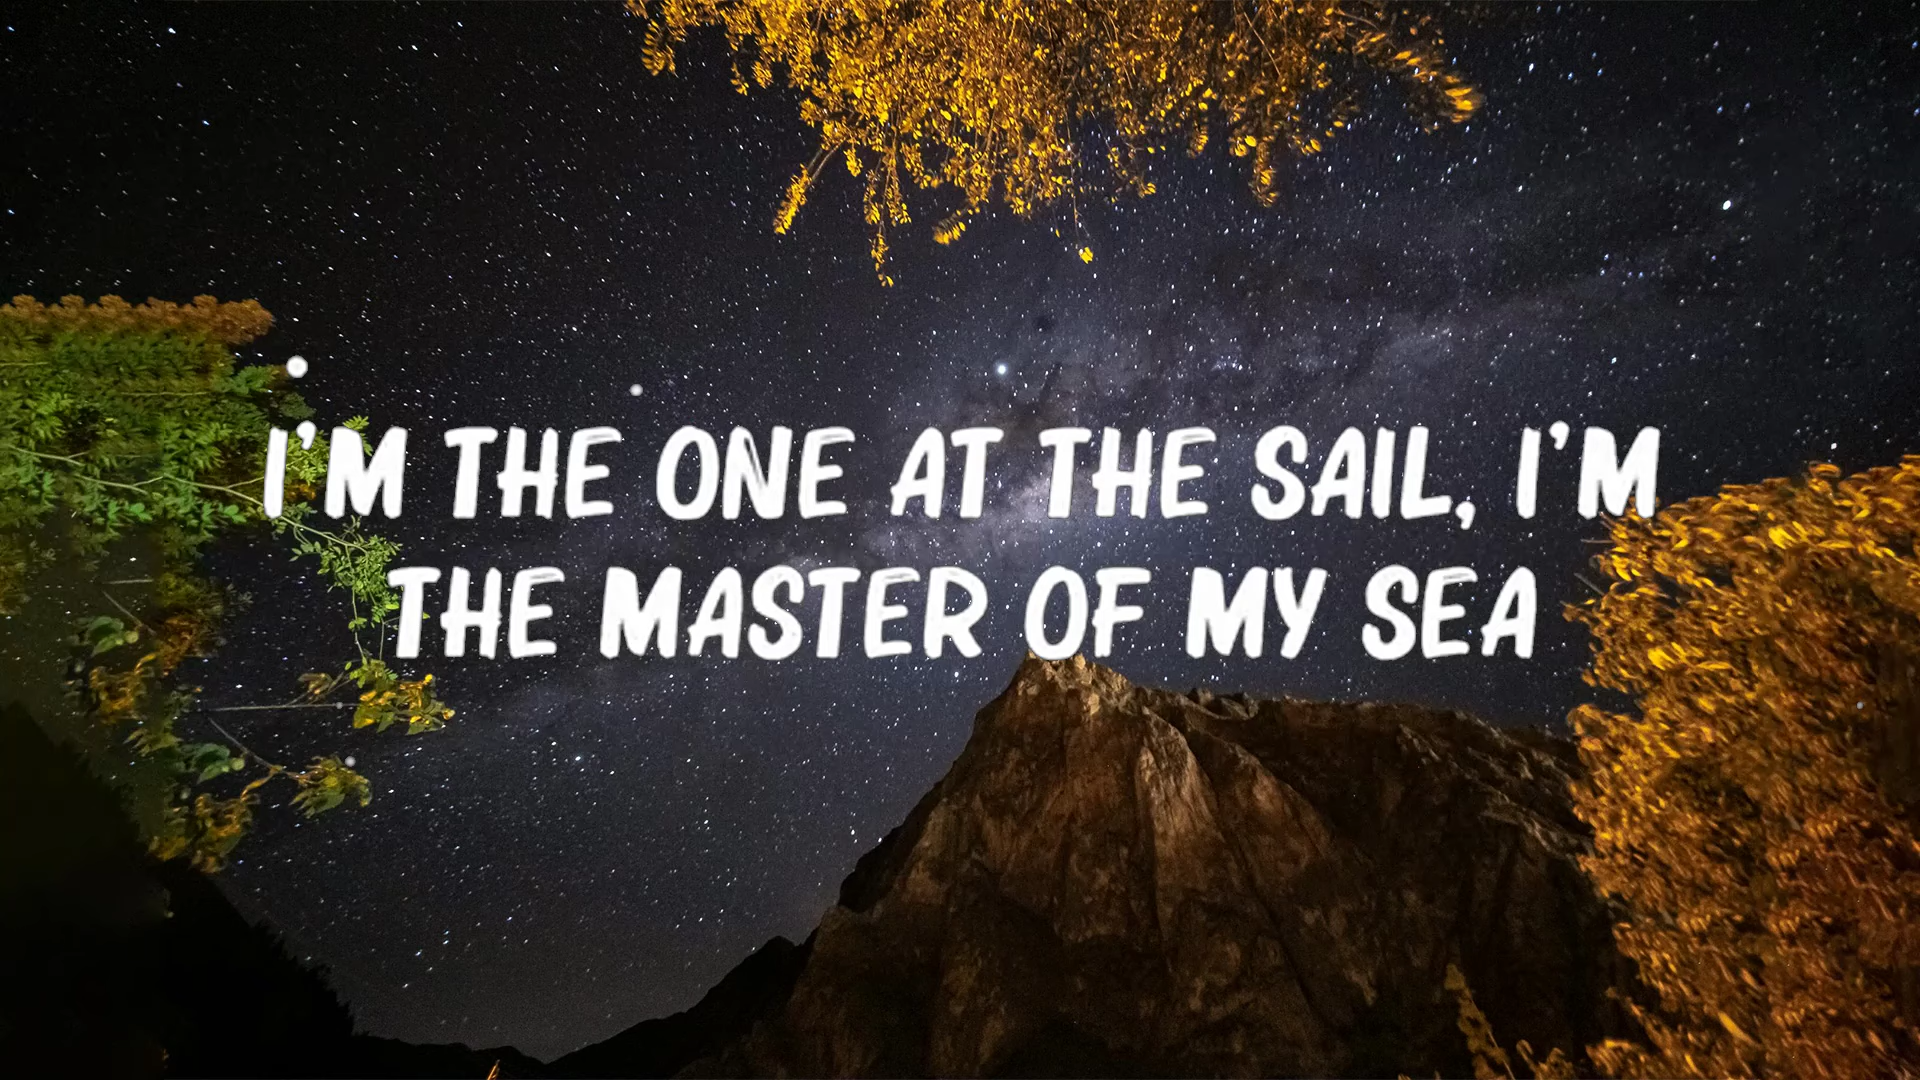 I'M THE ONE AT THE SAIL, I'M
THE MASTER OF MY SEA